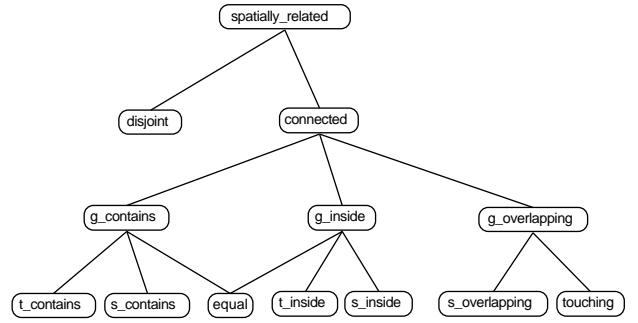 spatially_related
disjoint
connected
g_contains
g_inside
g_overlapping
t_contains
s_contains
equal
t_inside
s_inside
s_overlapping
touching